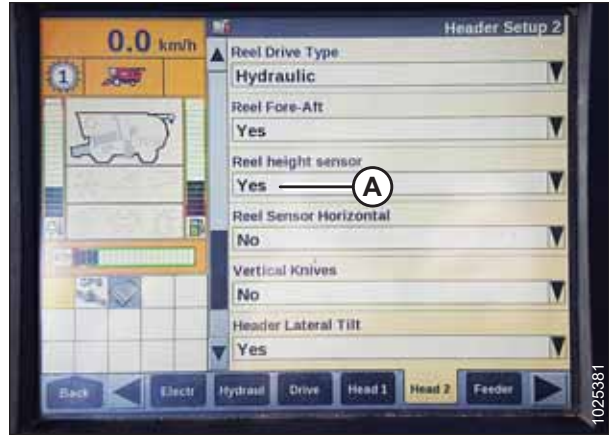 0.0 km/h
Header Setup 2
1
Reel Drive Type
Hydraulic
Reel Fore-Aft
Yes
Reel height sensor
Yes
A
Reel Sensor Horizontal
No
Vertical Knives
No
GPS
Header Lateral Tilt
Yes
Back
Electr
Hydraul
Drive
Head 1
Head 2
Feeder
1025381